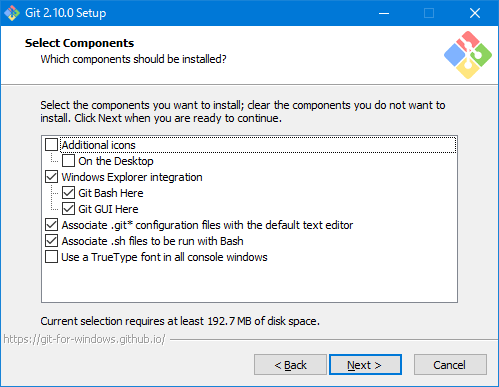 Git 2.10.0 Setup
Select Components
Which components should be installed?
Select the components you want to install; clear the components you do not want to
install. Click Next when you are ready to continue.
Additional icons
On the Desktop
Windows Explorer integration
Git Bash Here
Git GUI Here
Associate .git* configuration files with the default text editor
Associate .sh files to be run with Bash
Use a TrueType font in all console windows
Current selection requires at least 192.7 MB of disk space.
https://git-for-windows.github.io/
< Back Next > Cancel